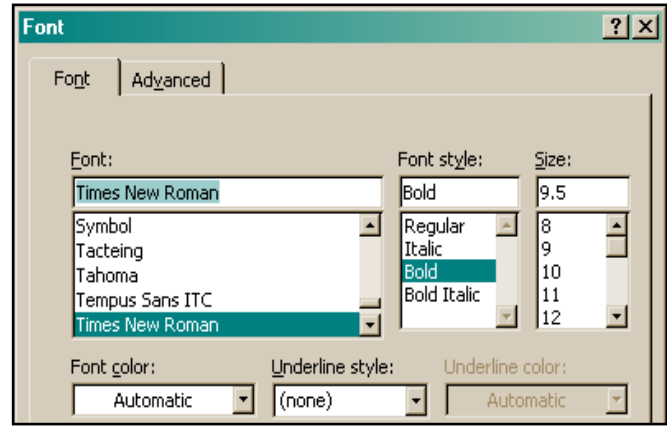 Font
Font Advanced
Font: Font style: Size:
Times New Roman Bold 9.5
Symbol Regular 8
Tacteing Italic 9
Tahoma Bold 10
Tempus Sans ITC Bold Italic 11
Times New Roman 12
Font color: Underline style: Underline color:
Automatic (none) Automatic